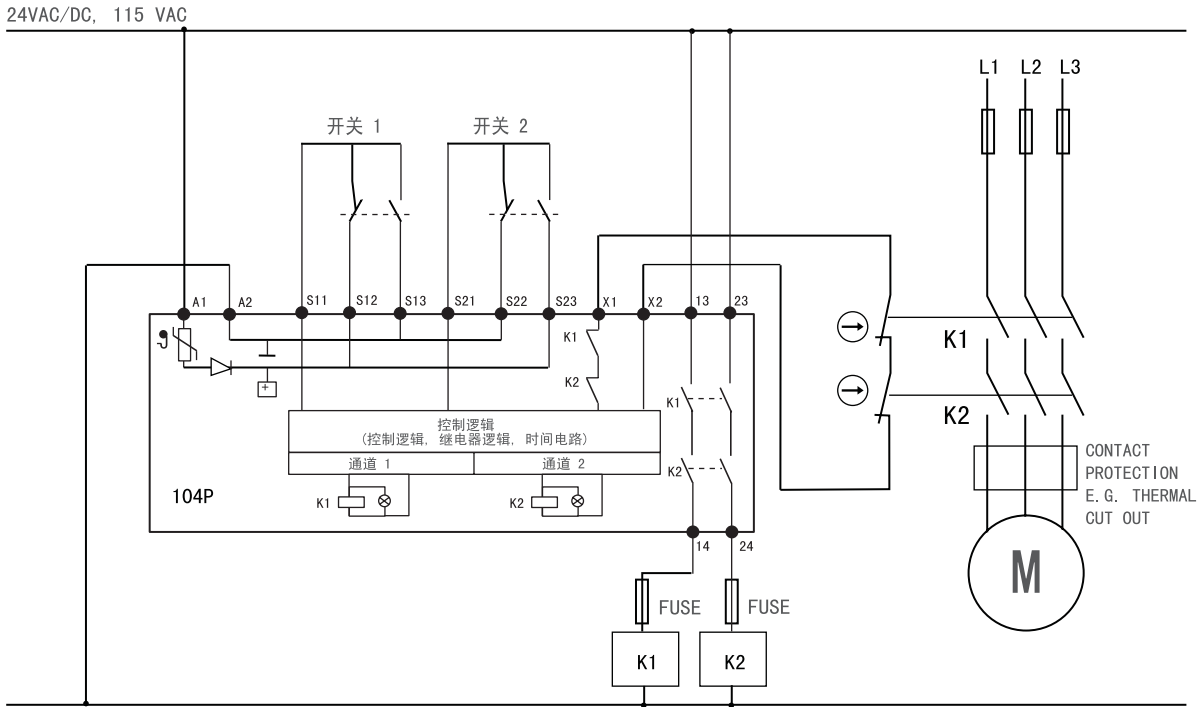 24VAC/DC, 115 VAC
L1 L2 L3
开关 1
开关 2
A1 A2 S11 S12 S13 S21 S22 S23 X1 X2 13 23
K1
K2
K1
K2
K1
K2
+
控制逻辑
(控制逻辑, 继电器逻辑, 时间电路)
通道 1
通道 2
K1
K2
104P
14 24
CONTACT
PROTECTION
E.G. THERMAL
CUT OUT
M
FUSE
FUSE
K1
K2